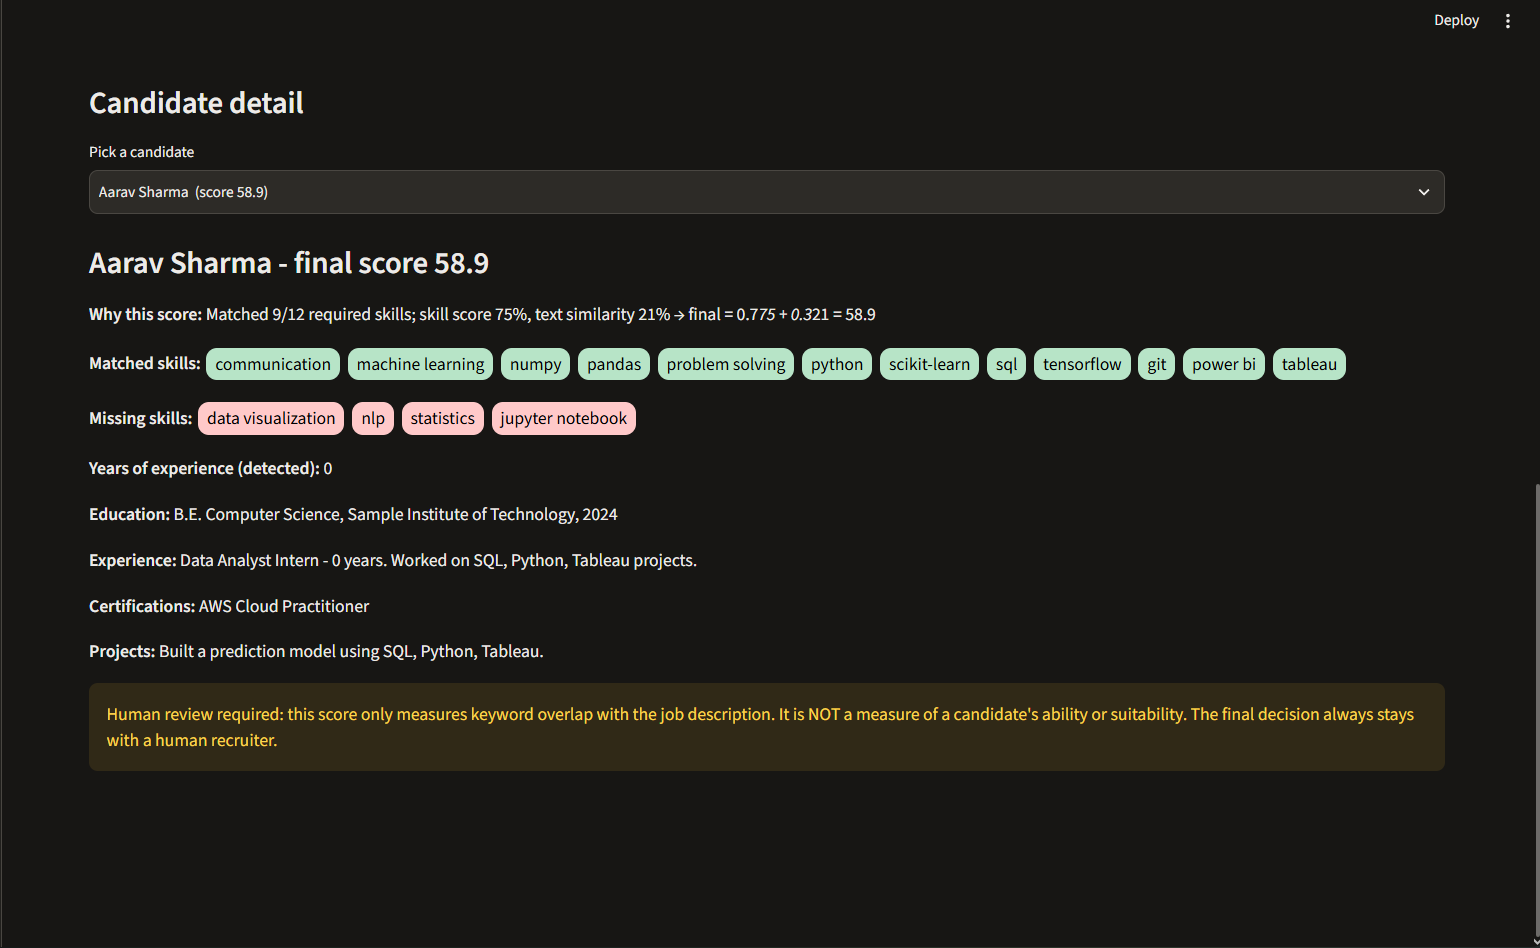 Deploy
Candidate detail
Pick a candidate
Aarav Sharma (score 58.9)
Aarav Sharma - final score 58.9
Why this score: Matched 9/12 required skills; skill score 75%, text similarity 21% → final = 0.775 + 0.321 = 58.9
Matched skills: communication machine learning numpy pandas problem solving python scikit-learn sql tensorflow git power bi tableau
Missing skills: data visualization nlp statistics jupyter notebook
Years of experience (detected): 0
Education: B.E. Computer Science, Sample Institute of Technology, 2024
Experience: Data Analyst Intern - 0 years. Worked on SQL, Python, Tableau projects.
Certifications: AWS Cloud Practitioner
Projects: Built a prediction model using SQL, Python, Tableau.
Human review required: this score only measures keyword overlap with the job description. It is NOT a measure of a candidate's ability or suitability. The final decision always stays
with a human recruiter.